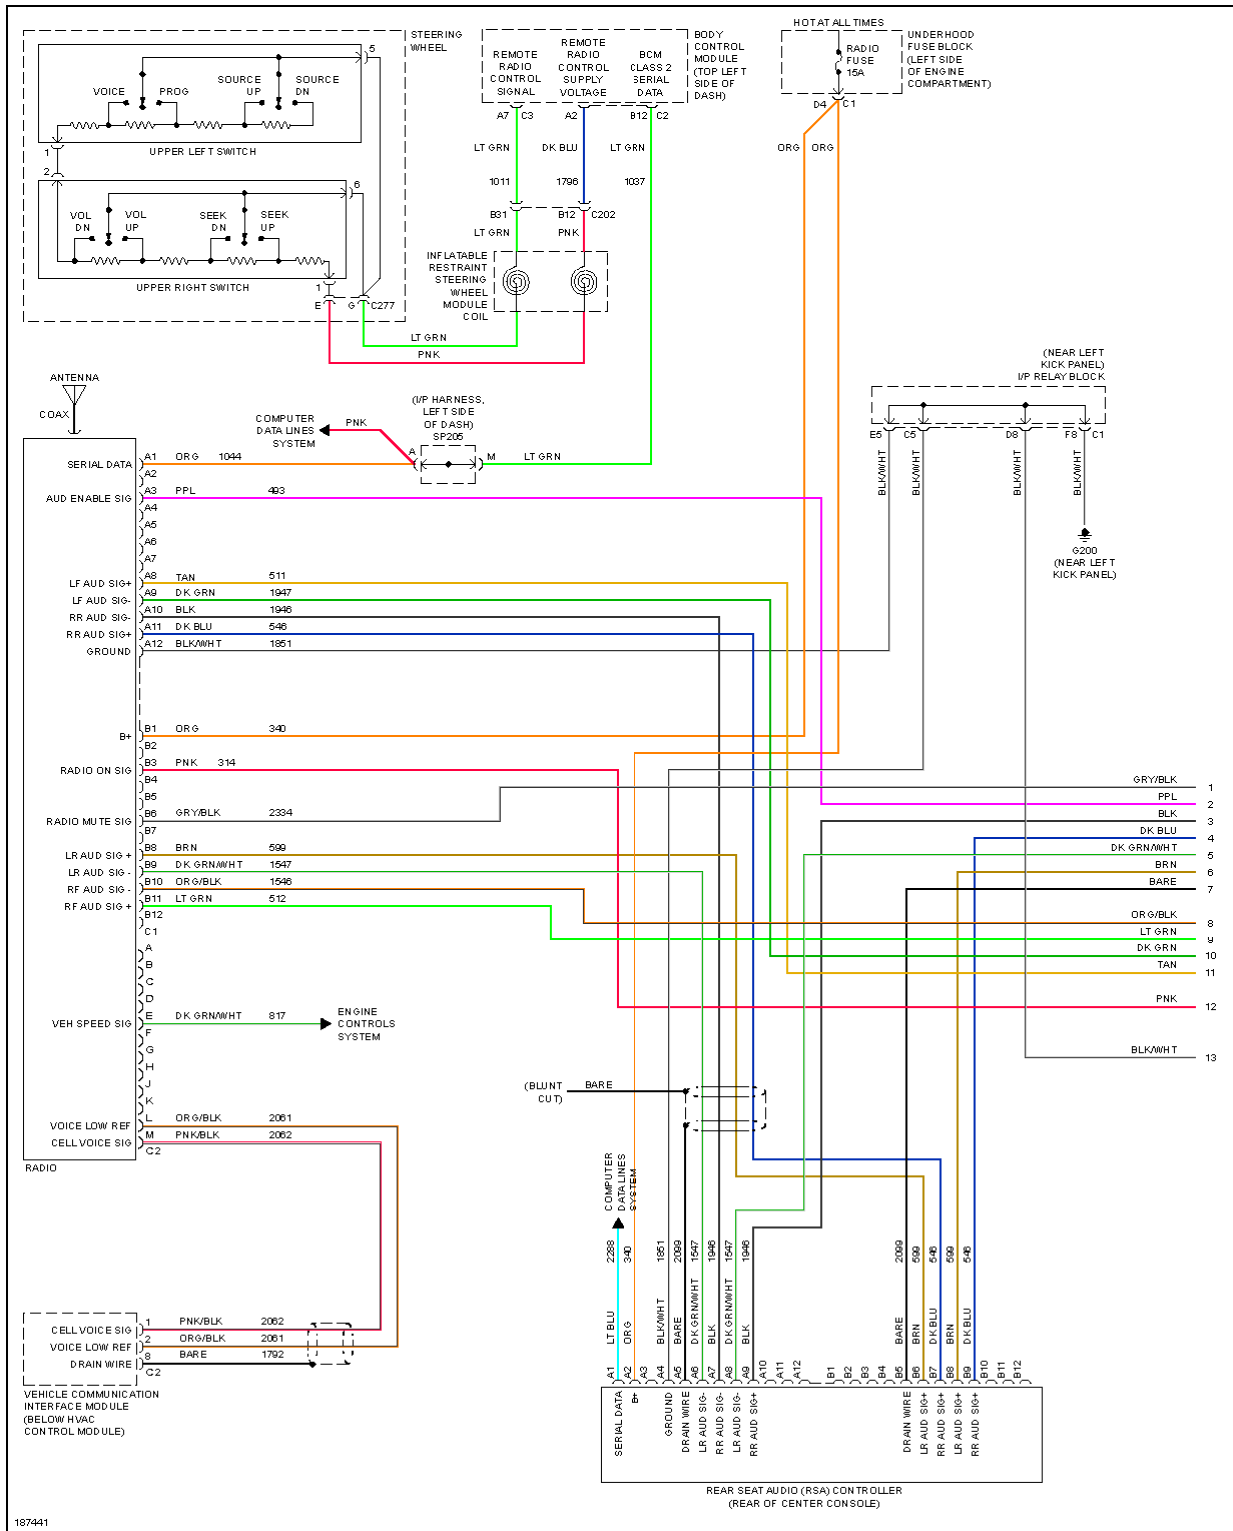 HOT AT ALL TIMES
STEERING
WHEEL
5
VOICE
PROG
SOURCE
UP
SOURCE
DN
1
UPPER LEFT SWITCH
2
6
VOL
DN
VOL
UP
SEEK
DN
SEEK
UP
UPPER RIGHT SWITCH
1
E
G
C277
REMOTE
RADIO
CONTROL
SIGNAL
REMOTE
RADIO
CONTROL
SUPPLY
VOLTAGE
BCM
CLASS 2
SERIAL
DATA
BODY
CONTROL
MODULE
(TOP LEFT
SIDE OF
DASH)
A7
C3
A2
B12
C2
LT GRN
DK BLU
LT GRN
1011
1796
1037
B31
B12
C202
LT GRN
PNK
INFLATABLE
RESTRAINT
STEERING
WHEEL
MODULE
COIL
LT GRN
PNK
RADIO
FUSE
15A
UNDERHOOD
FUSE BLOCK
(LEFT SIDE
OF ENGINE
COMPARTMENT)
D4
C1
ORG
ORG
(NEAR LEFT
KICK PANEL)
I/P RELAY BLOCK
E5
C5
D8
F8
C1
BLK/WHT
BLK/WHT
BLK/WHT
BLK/WHT
G200
(NEAR LEFT
KICK PANEL)
ANTENNA
COAX
COMPUTER
DATA LINES
SYSTEM
PNK
(I/P HARNESS,
LEFT SIDE
OF DASH)
SP205
A
M
LT GRN
SERIAL DATA
A1
ORG
1044
A2
AUD ENABLE SIG
A3
PPL
493
A4
A5
A6
A7
LF AUD SIG+
A8
TAN
511
LF AUD SIG-
A9
DK GRN
1947
RR AUD SIG-
A10
BLK
1946
RR AUD SIG+
A11
DK BLU
546
GROUND
A12
BLK/WHT
1851
B+
B1
ORG
340
B2
RADIO ON SIG
B3
PNK
314
B4
B5
RADIO MUTE SIG
B6
GRY/BLK
2334
B7
LR AUD SIG +
B8
BRN
599
LR AUD SIG -
B9
DK GRN/WHT
1547
RF AUD SIG -
B10
ORG/BLK
1546
RF AUD SIG +
B11
LT GRN
512
B12
C1
A
B
C
D
VEH SPEED SIG
E
DK GRN/WHT
817
ENGINE
CONTROLS
SYSTEM
F
G
H
J
K
VOICE LOW REF
L
ORG/BLK
2061
CELL VOICE SIG
M
PNK/BLK
2062
C2
RADIO
GRY/BLK
1
PPL
2
BLK
3
DK BLU
4
DK GRN/WHT
5
BRN
6
BARE
7
ORG/BLK
8
LT GRN
9
DK GRN
10
TAN
11
PNK
12
BLK/WHT
13
(BLUNT
CUT)
BARE
COMPUTER
DATA LINES
SYSTEM
CELL VOICE SIG
1
PNK/BLK
2062
VOICE LOW REF
2
ORG/BLK
2061
DRAIN WIRE
8
BARE
1792
C2
VEHICLE COMMUNICATION
INTERFACE MODULE
(BELOW HVAC
CONTROL MODULE)
2288
340
1851
2099
1547
1946
1547
1946
2099
599
546
599
546
LT BLU
ORG
BLK/WHT
BARE
DK GRN/WHT
BLK
DK GRN/WHT
BLK
BARE
BRN
DK BLU
BRN
DK BLU
A1
A2
A3
A4
A5
A6
A7
A8
A9
A10
A11
A12
B1
B2
B3
B4
B5
B6
B7
B8
B9
B10
B11
B12
SERIAL DATA
B+
GROUND
DRAIN WIRE
LR AUD SIG-
RR AUD SIG-
LR AUD SIG-
RR AUD SIG+
DRAIN WIRE
LR AUD SIG+
RR AUD SIG+
LR AUD SIG+
RR AUD SIG+
REAR SEAT AUDIO (RSA) CONTROLLER
(REAR OF CENTER CONSOLE)
187441